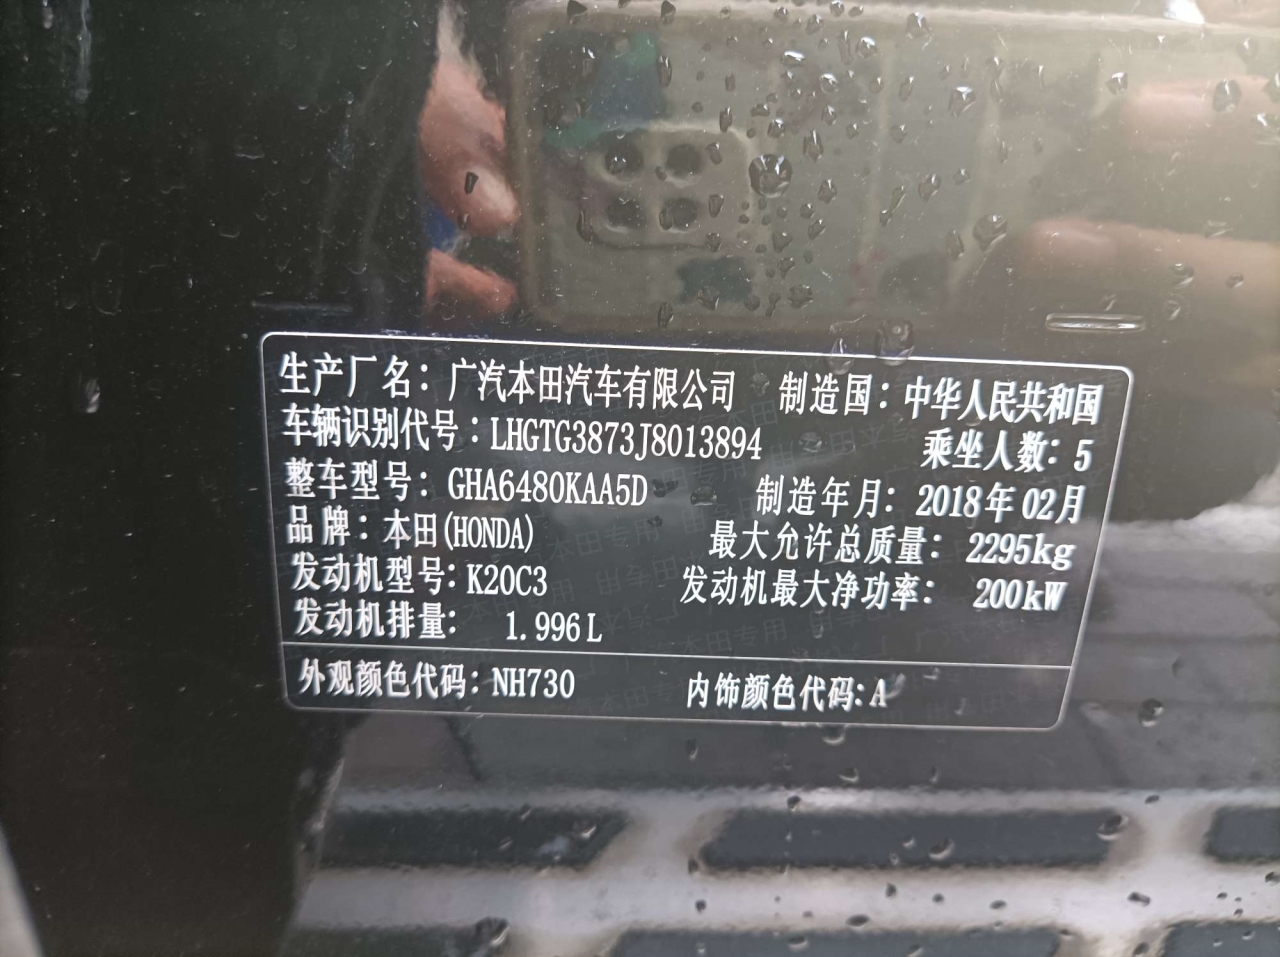 生产厂名：广汽本田汽车有限公司 制造国：中华人民共和国
车辆识别代号：LHGTG3873J8013894 乘坐人数：5
整车型号：GHA6480KAA5D 制造年月：2018年02月
品牌：本田(HONDA) 最大允许总质量：2295kg
发动机型号：K20C3 发动机最大净功率：200kW
发动机排量：1.996L
外观颜色代码：NH730 内饰颜色代码：A